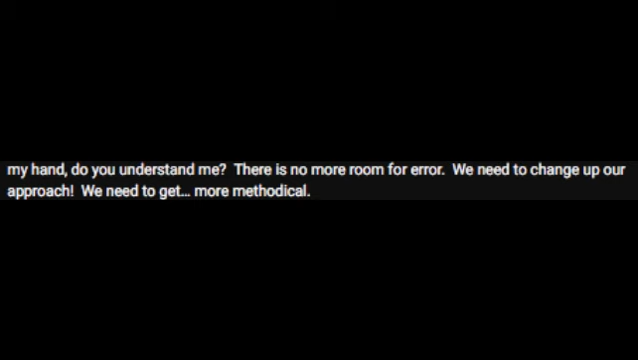 my hand, do you understand me?  There is no more room for error.  We need to change up our
approach!  We need to get... more methodical.